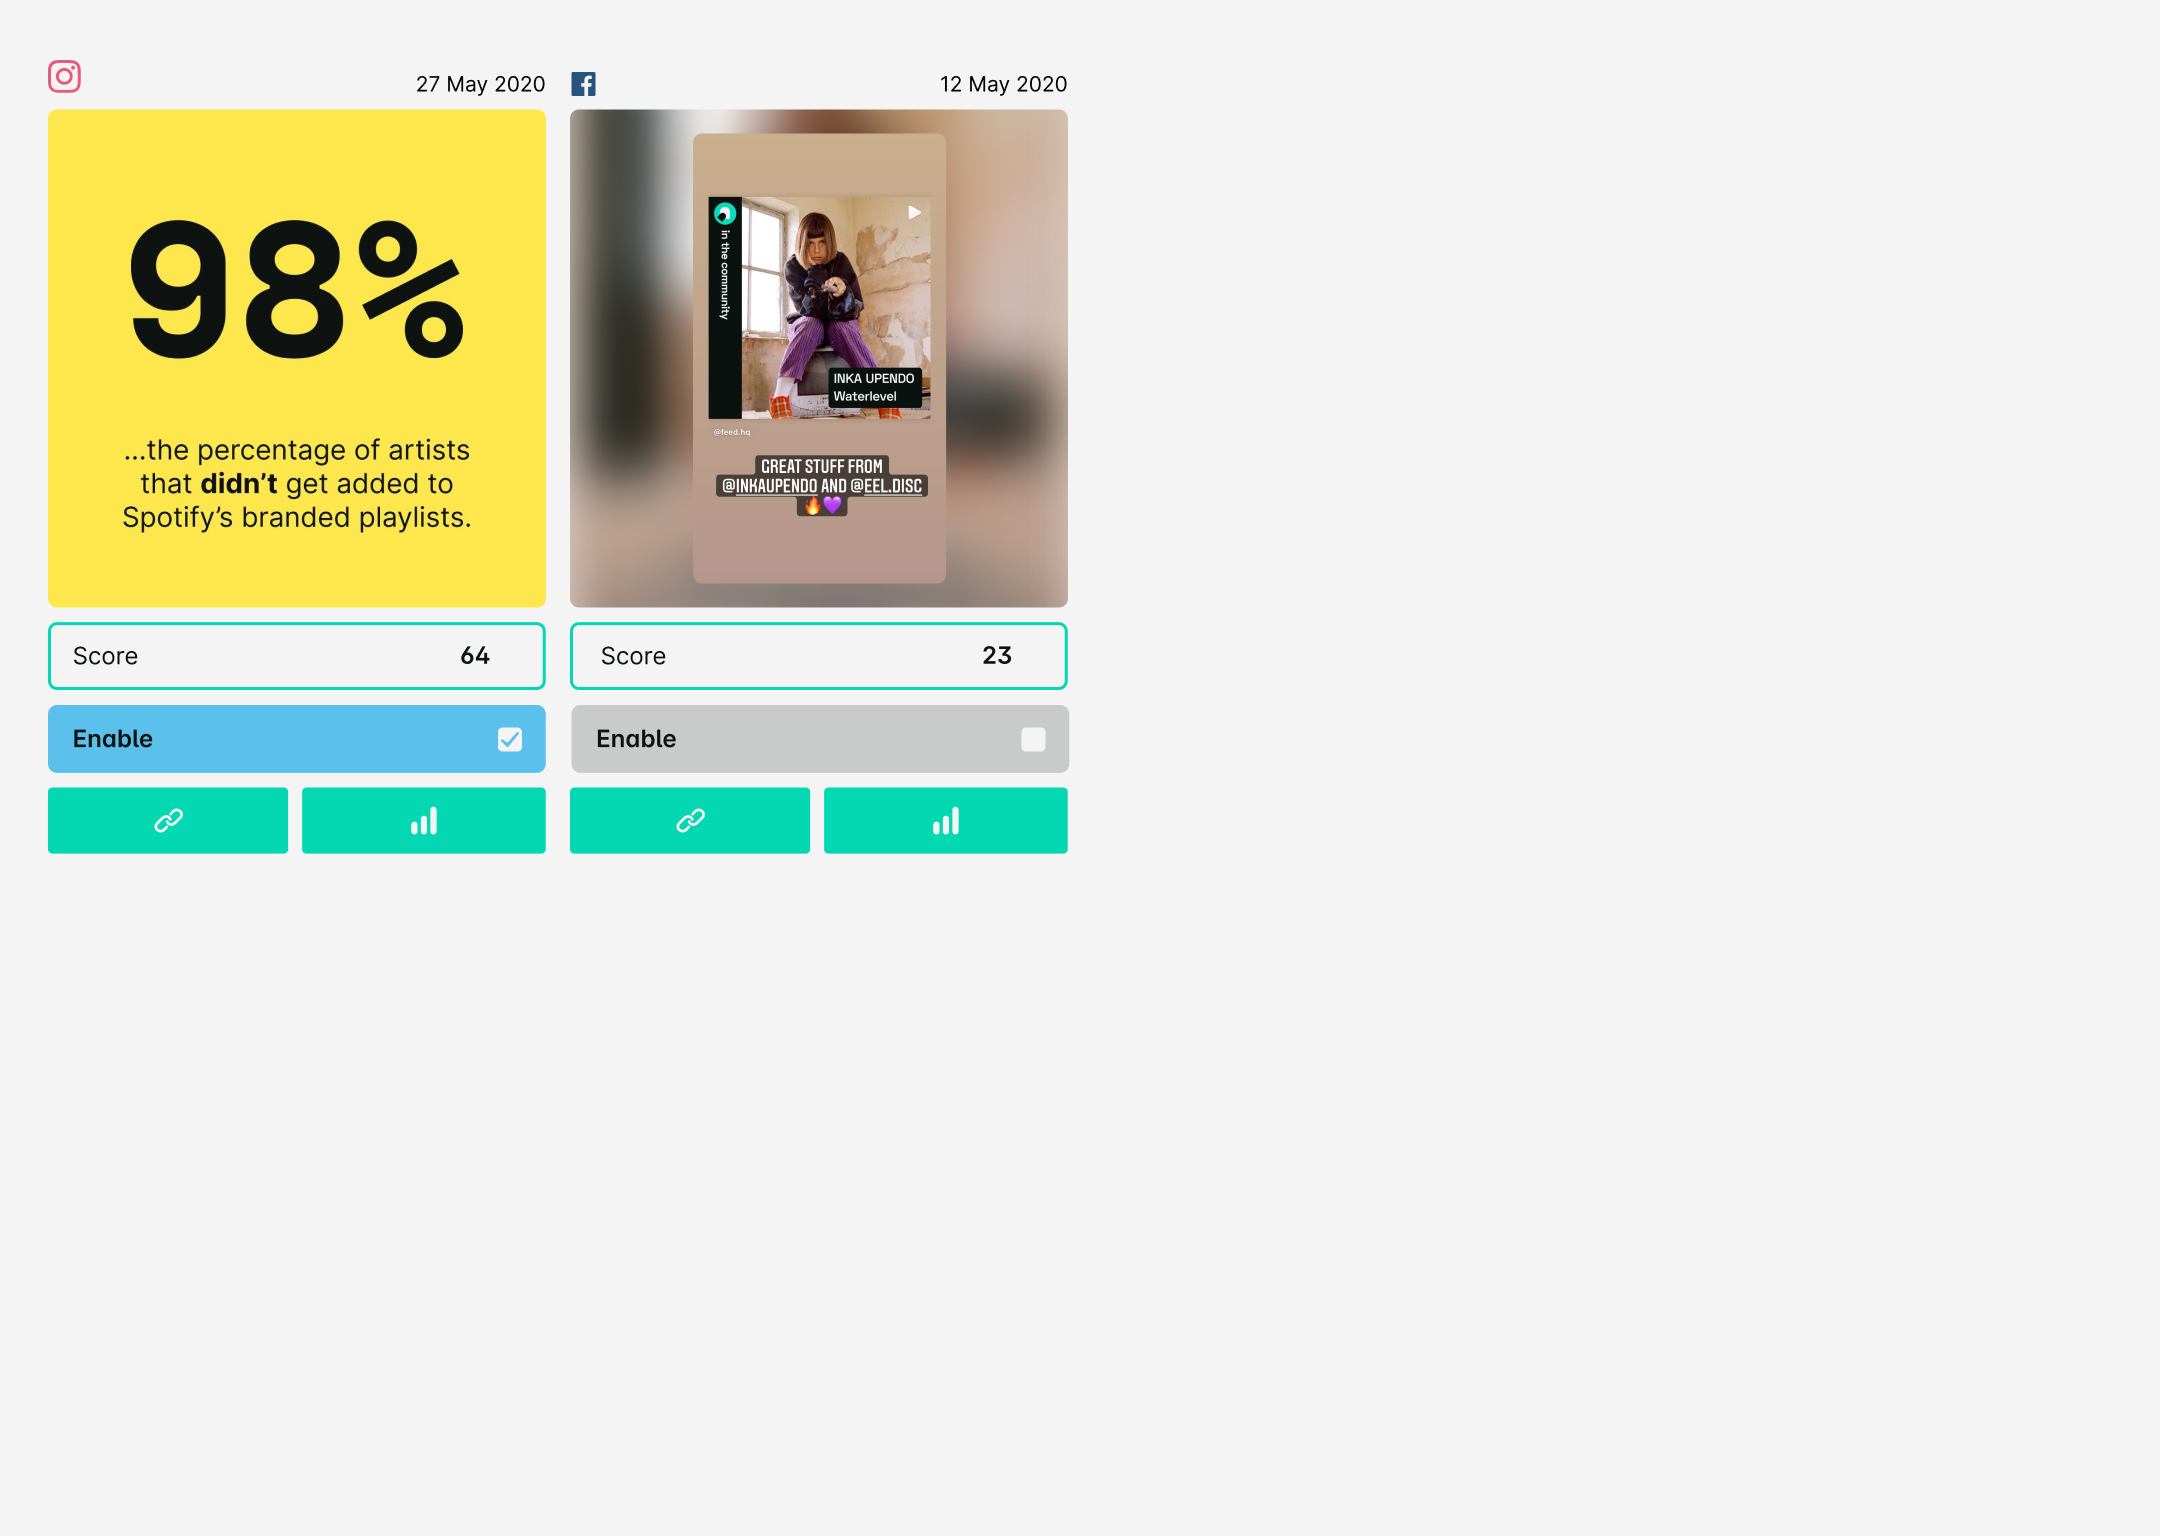 27 May 2020
98%
...the percentage of artists
that didn't get added to
Spotify's branded playlists.
Score 64
Enable
12 May 2020
in the community
INKA UPENDO
Waterlevel
@feed.hq
GREAT STUFF FROM
@INKAUPENDO AND @EEL.DISC
🔥💜
Score 23
Enable